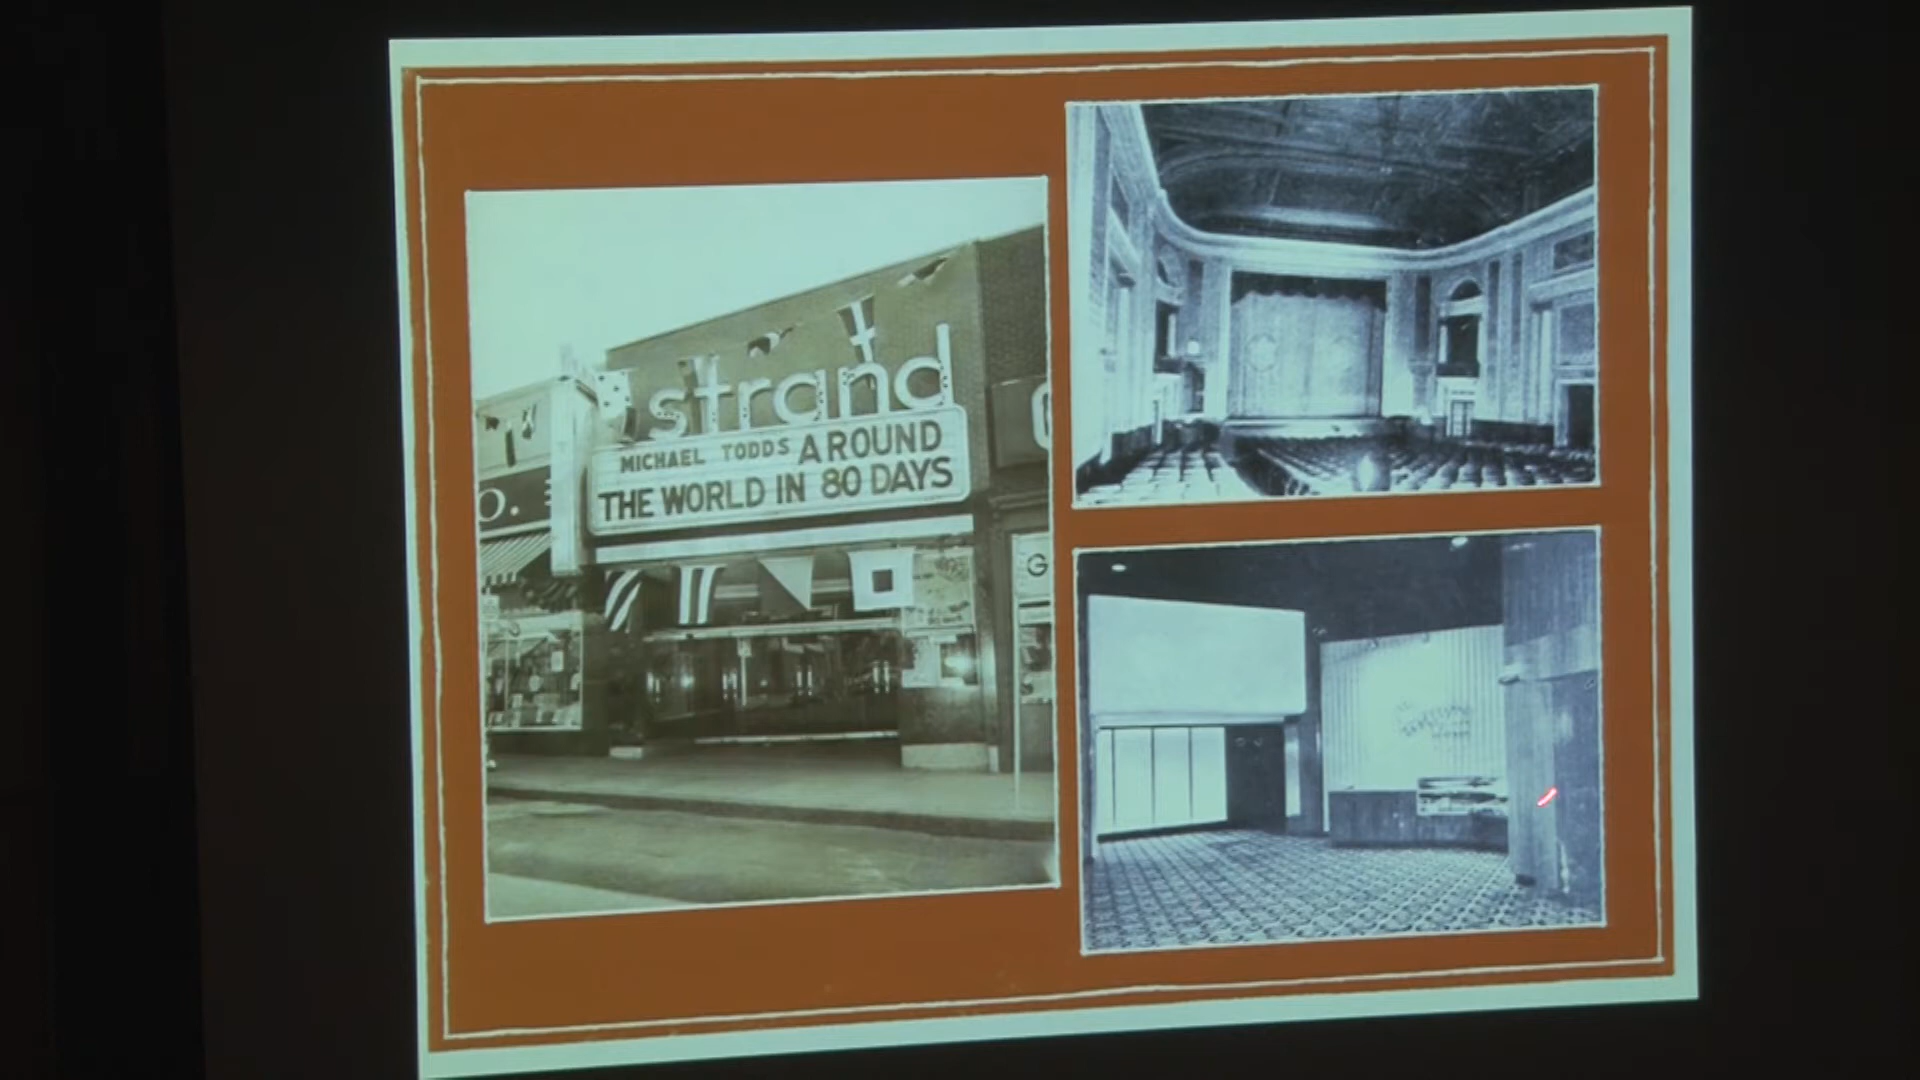 strand
MICHAEL TODDS AROUND
THE WORLD IN 80 DAYS
O.
G